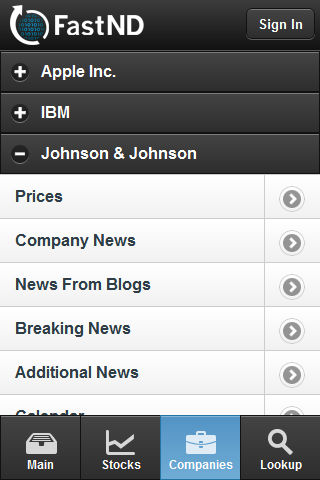 FastND
Sign In
Apple Inc.
IBM
Johnson & Johnson
Prices
Company News
News From Blogs
Breaking News
Additional News
Calendar
Main
Stocks
Companies
Lookup